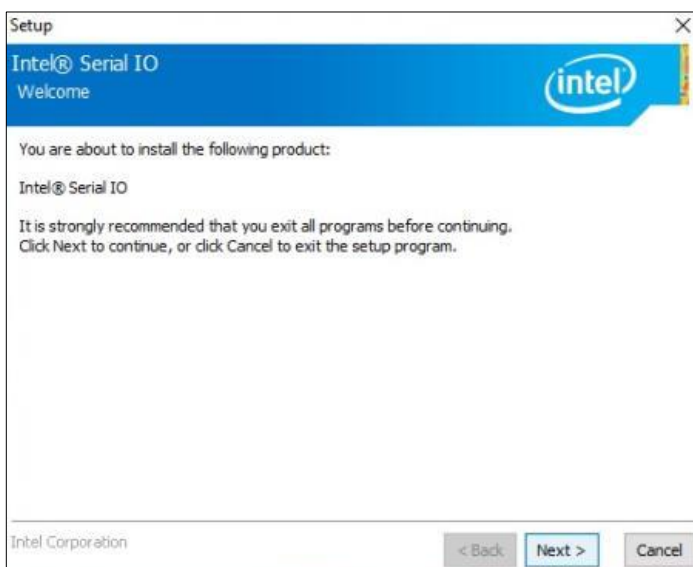 Setup
Intel® Serial IO
Welcome
intel
You are about to install the following product:
Intel® Serial IO
It is strongly recommended that you exit all programs before continuing.
Click Next to continue, or click Cancel to exit the setup program.
Intel Corporation
< Back Next > Cancel